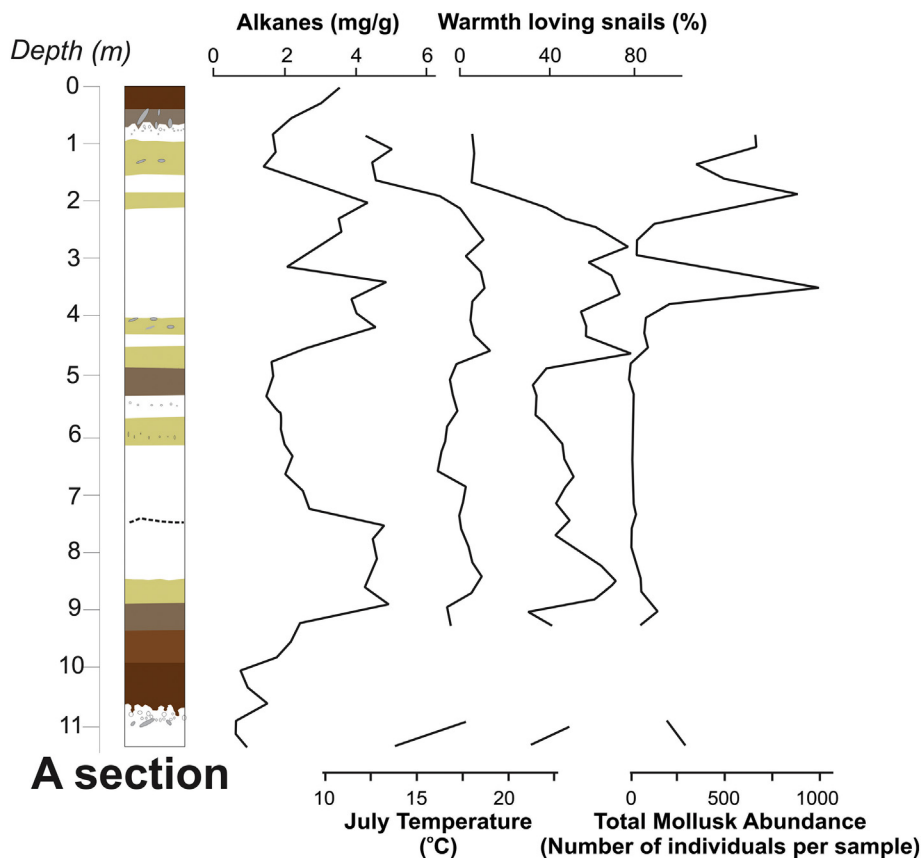 Alkanes (mg/g) Warmth loving snails (%)
Depth (m) 0 2 4 6 0 40 80
0
1
2
3
4
5
6
7
8
9
10
11
A section
10 15 20 0 500 1000
July Temperature Total Mollusk Abundance
(°C) (Number of individuals per sample)